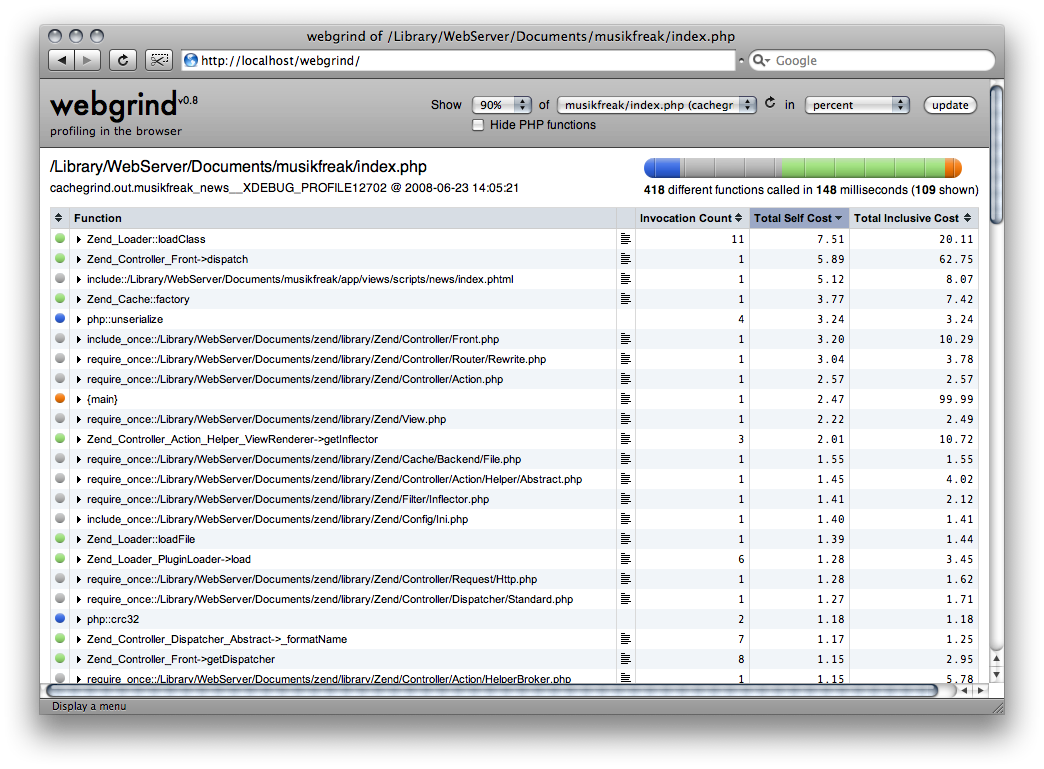 webgrind of /Library/WebServer/Documents/musikfreak/index.php
http://localhost/webgrind/ Google
webgrind v0.8
profiling in the browser
Show 90% of musikfreak/index.php (cachegr in percent update
Hide PHP functions
/Library/WebServer/Documents/musikfreak/index.php
cachegrind.out.musikfreak_news__XDEBUG_PROFILE12702 @ 2008-06-23 14:05:21
418 different functions called in 148 milliseconds (109 shown)
Function Invocation Count Total Self Cost Total Inclusive Cost
Zend_Loader::loadClass 11 7.51 20.11
Zend_Controller_Front->dispatch 1 5.89 62.75
include::/Library/WebServer/Documents/musikfreak/app/views/scripts/news/index.phtml 1 5.12 8.07
Zend_Cache::factory 1 3.77 7.42
php::unserialize 4 3.24 3.24
include_once::/Library/WebServer/Documents/zend/library/Zend/Controller/Front.php 1 3.20 10.29
require_once::/Library/WebServer/Documents/zend/library/Zend/Controller/Router/Rewrite.php 1 3.04 3.78
require_once::/Library/WebServer/Documents/zend/library/Zend/Controller/Action.php 1 2.57 2.57
{main} 1 2.47 99.99
require_once::/Library/WebServer/Documents/zend/library/Zend/View.php 1 2.22 2.49
Zend_Controller_Action_Helper_ViewRenderer->getInflector 3 2.01 10.72
require_once::/Library/WebServer/Documents/zend/library/Zend/Cache/Backend/File.php 1 1.55 1.55
require_once::/Library/WebServer/Documents/zend/library/Zend/Controller/Action/Helper/Abstract.php 1 1.45 4.02
require_once::/Library/WebServer/Documents/zend/library/Zend/Filter/Inflector.php 1 1.41 2.12
include_once::/Library/WebServer/Documents/zend/library/Zend/Config/Ini.php 1 1.40 1.41
Zend_Loader::loadFile 1 1.39 1.44
Zend_Loader_PluginLoader->load 6 1.28 3.45
require_once::/Library/WebServer/Documents/zend/library/Zend/Controller/Request/Http.php 1 1.28 1.62
require_once::/Library/WebServer/Documents/zend/library/Zend/Controller/Dispatcher/Standard.php 1 1.27 1.71
php::crc32 2 1.18 1.18
Zend_Controller_Dispatcher_Abstract->_formatName 7 1.17 1.25
Zend_Controller_Front->getDispatcher 8 1.15 2.95
require_once::/Library/WebServer/Documents/zend/library/Zend/Controller/Action/HelperBroker.php 1 1.15 5.78
Display a menu